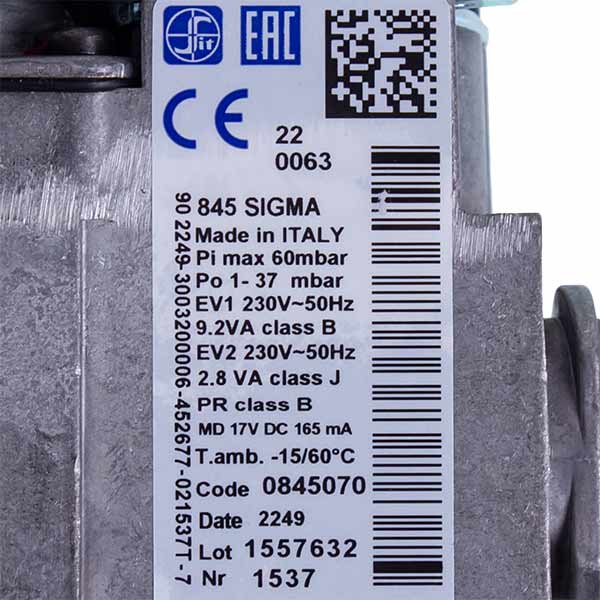 Sit EAC
CE
22
0063
845 SIGMA
Made in ITALY
Pi max 60mbar
Po 1- 37 mbar
EV1 230V~50Hz
9.2VA class B
EV2 230V~50Hz
2.8 VA class J
PR class B
MD 17V DC 165 mA
T.amb. -15/60°C
Code 0845070
Date 2249
Lot 1557632
Nr 1537
90 2249-3003200006-452677-021537T-7